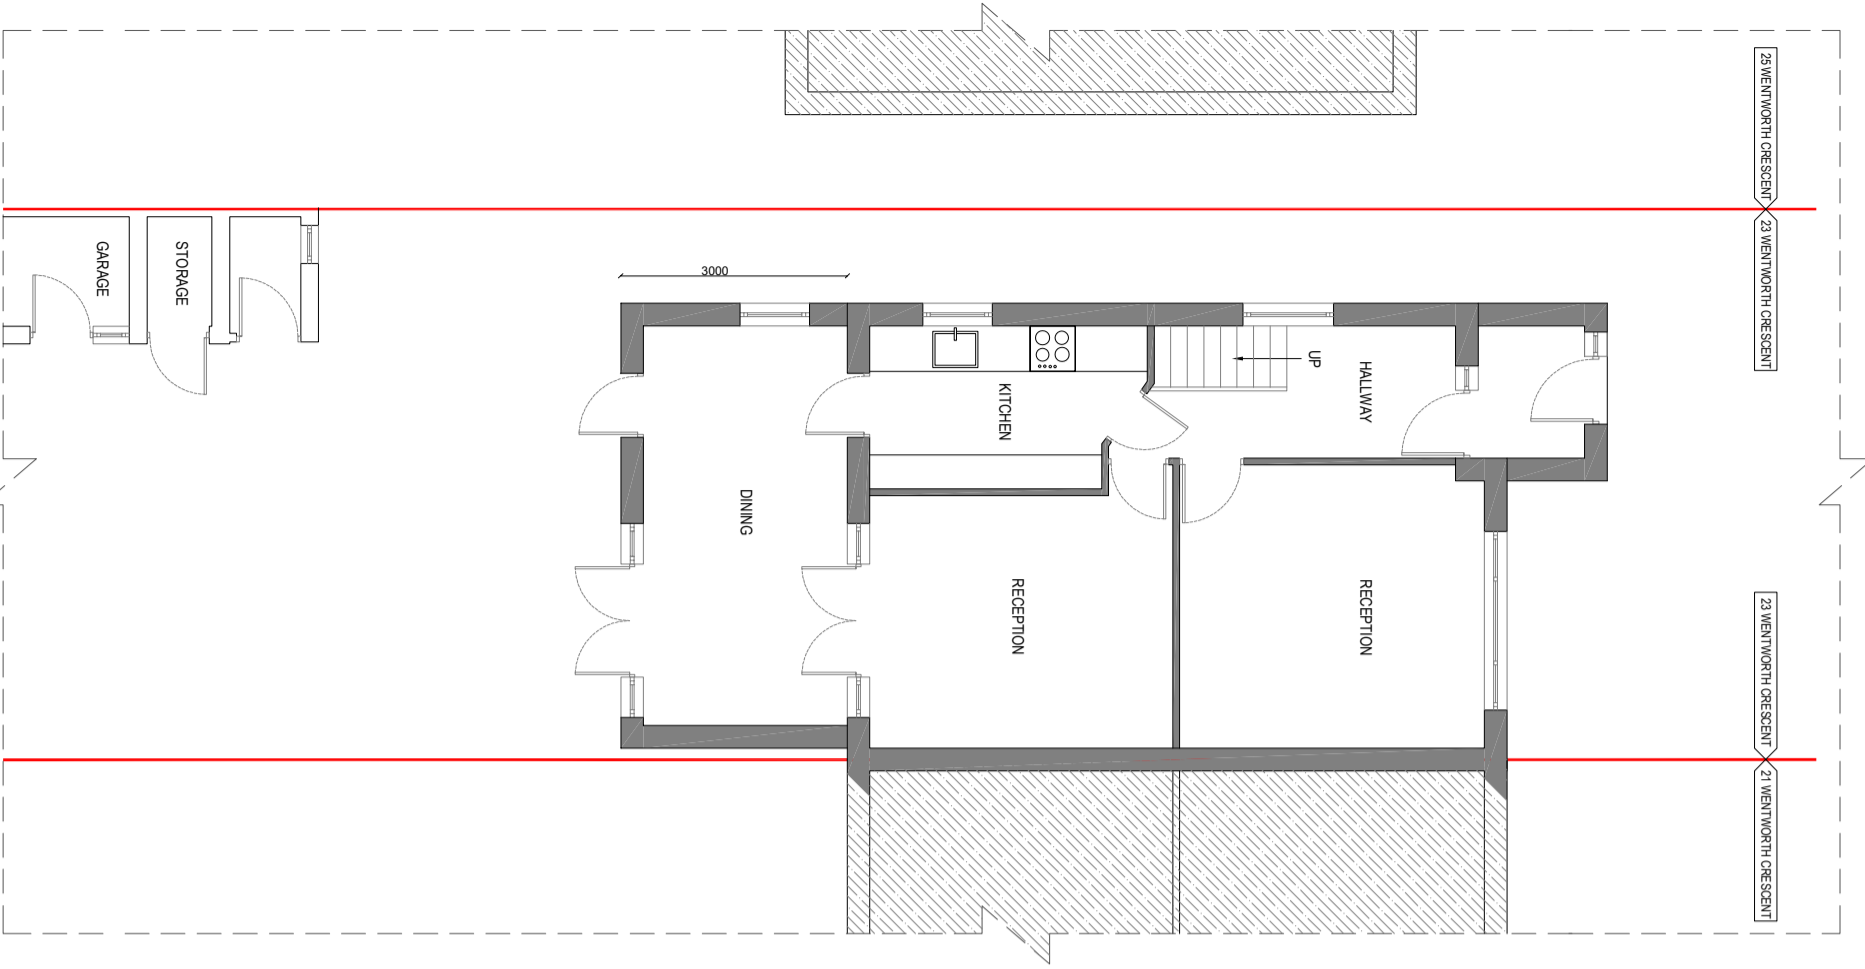 25 WENTWORTH CRESCENT
23 WENTWORTH CRESCENT
GARAGE
STORAGE
3000
UP
HALLWAY
KITCHEN
DINING
RECEPTION
RECEPTION
23 WENTWORTH CRESCENT
21 WENTWORTH CRESCENT